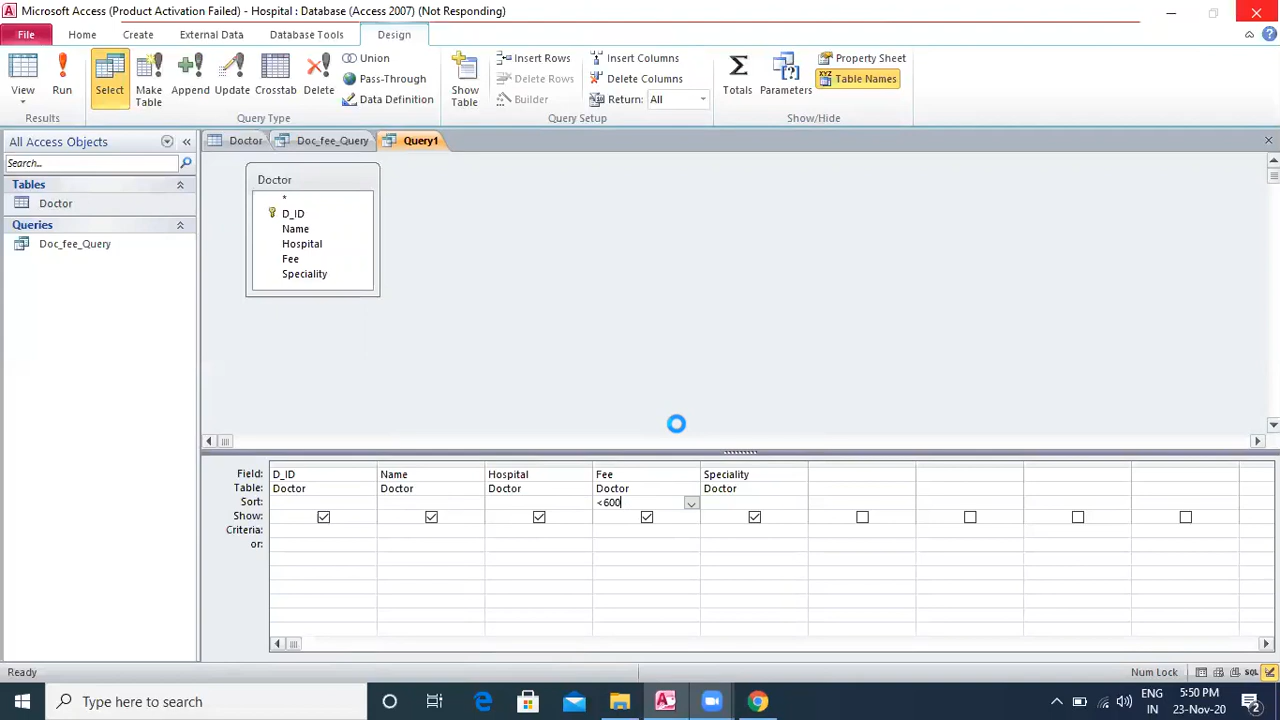 Microsoft Access (Product Activation Failed) - Hospital : Database (Access 2007) (Not Responding)
File Home Create External Data Database Tools Design
View Run Select Make Table Append Update Crosstab Delete
Union
Pass-Through
Data Definition
Show Table
Insert Rows
Delete Rows
Builder
Insert Columns
Delete Columns
Return: All
Totals Parameters
Property Sheet
XYZ Table Names
Results Query Type Query Setup Show/Hide
All Access Objects
Search...
Tables
Doctor
Queries
Doc_fee_Query
Doctor Doc_fee_Query Query1
Doctor
*
D_ID
Name
Hospital
Fee
Speciality
Field: D_ID Name Hospital Fee Speciality
Table: Doctor Doctor Doctor Doctor Doctor
Sort: <600
Show:
Criteria:
or:
Ready Num Lock SQL
Type here to search
ENG
IN
5:50 PM
23-Nov-20
2